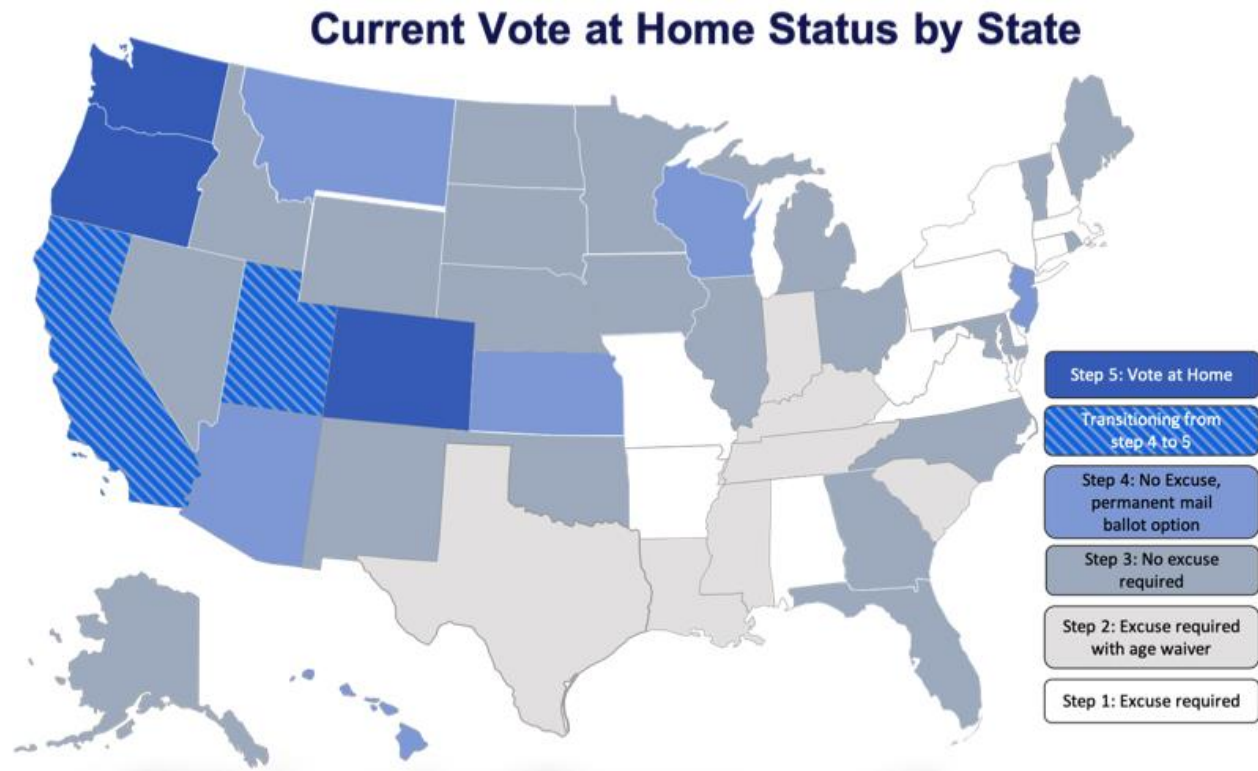 Current Vote at Home Status by State
Step 5: Vote at Home
Transitioning from
step 4 to 5
Step 4: No Excuse,
permanent mail
ballot option
Step 3: No excuse
required
Step 2: Excuse required
with age waiver
Step 1: Excuse required